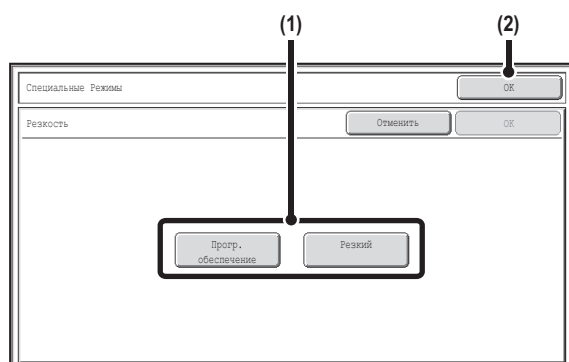 (1) (2)
Специальные Режимы OK
Резкость Отменить OK
Прогр. Резкий
обеспечение